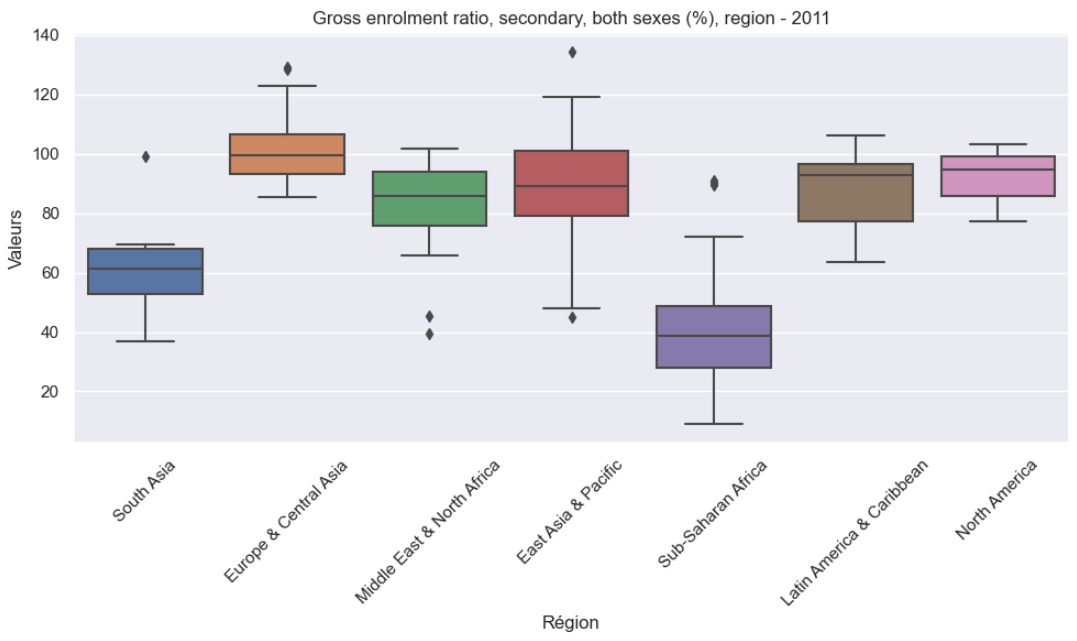 Gross enrolment ratio, secondary, both sexes (%), region - 2011
Valeurs
140
120
100
80
60
40
20
South Asia
Europe & Central Asia
Middle East & North Africa
East Asia & Pacific
Sub-Saharan Africa
Latin America & Caribbean
North America
Région